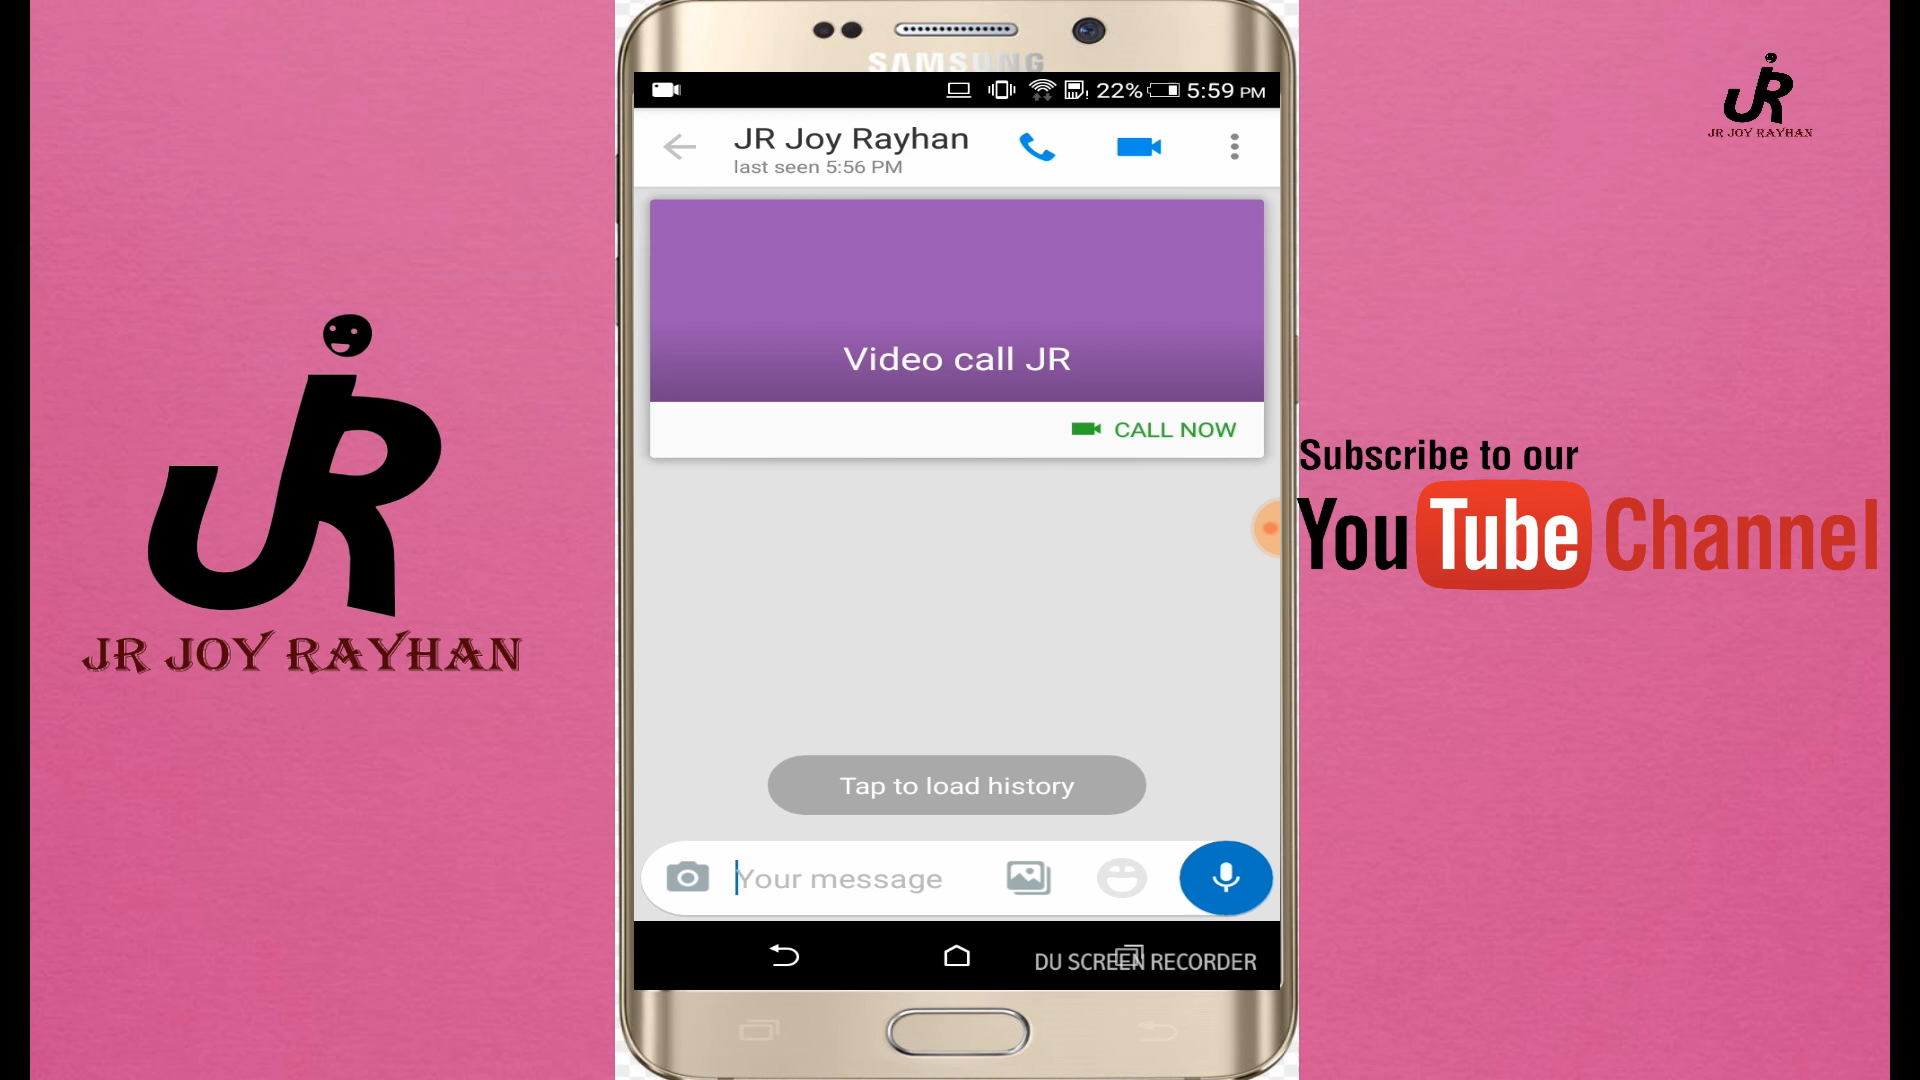 SAMSUNG
22% 5:59 PM
JR Joy Rayhan
last seen 5:56 PM
Video call JR
CALL NOW
Tap to load history
Your message
DU SCREEN RECORDER
JR
JR JOY RAYHAN
JR
JR JOY RAYHAN
Subscribe to our
YouTube Channel